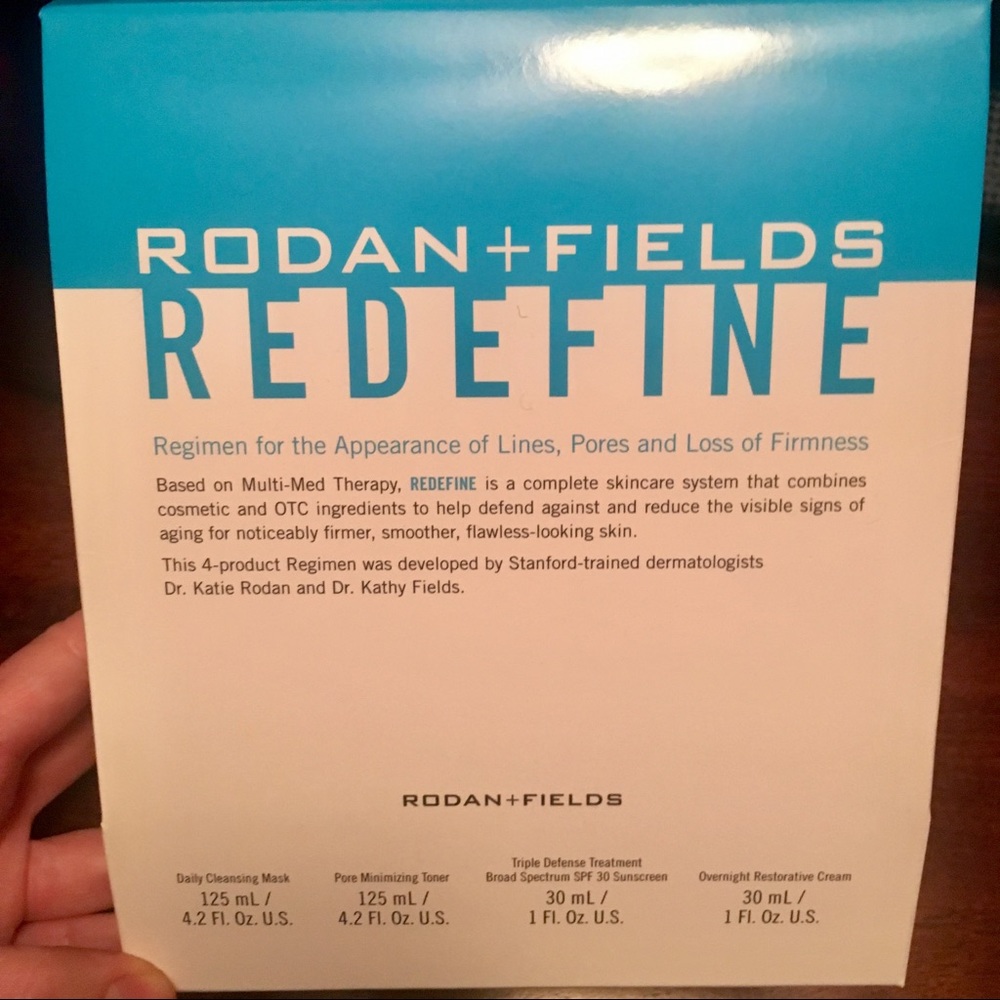 RODAN+FIELDS
REDEFINE
Regimen for the Appearance of Lines, Pores and Loss of Firmness
Based on Multi-Med Therapy, REDEFINE is a complete skincare system that combines
cosmetic and OTC ingredients to help defend against and reduce the visible signs of
aging for noticeably firmer, smoother, flawless-looking skin.
This 4-product Regimen was developed by Stanford-trained dermatologists
Dr. Katie Rodan and Dr. Kathy Fields.
RODAN+FIELDS
Daily Cleansing Mask
125 mL /
4.2 Fl. Oz. U.S.
Pore Minimizing Toner
125 mL /
4.2 Fl. Oz. U.S.
Triple Defense Treatment
Broad Spectrum SPF 30 Sunscreen
30 mL /
1 Fl. Oz. U.S.
Overnight Restorative Cream
30 mL /
1 Fl. Oz. U.S.